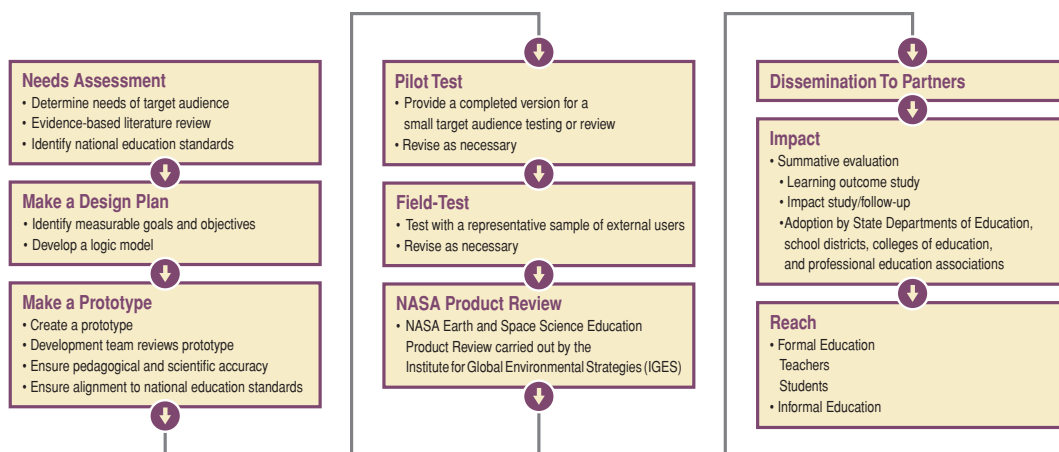 Needs Assessment
• Determine needs of target audience
• Evidence-based literature review
• Identify national education standards
Make a Design Plan
• Identify measurable goals and objectives
• Develop a logic model
Make a Prototype
• Create a prototype
• Development team reviews prototype
• Ensure pedagogical and scientific accuracy
• Ensure alignment to national education standards
Pilot Test
• Provide a completed version for a
small target audience testing or review
• Revise as necessary
Field-Test
• Test with a representative sample of external users
• Revise as necessary
NASA Product Review
• NASA Earth and Space Science Education
Product Review carried out by the
Institute for Global Environmental Strategies (IGES)
Dissemination To Partners
Impact
• Summative evaluation
• Learning outcome study
• Impact study/follow-up
•Adoption by State Departments of Education,
school districts, colleges of education,
and professional education associations
Reach
• Formal Education
Teachers
Students
• Informal Education